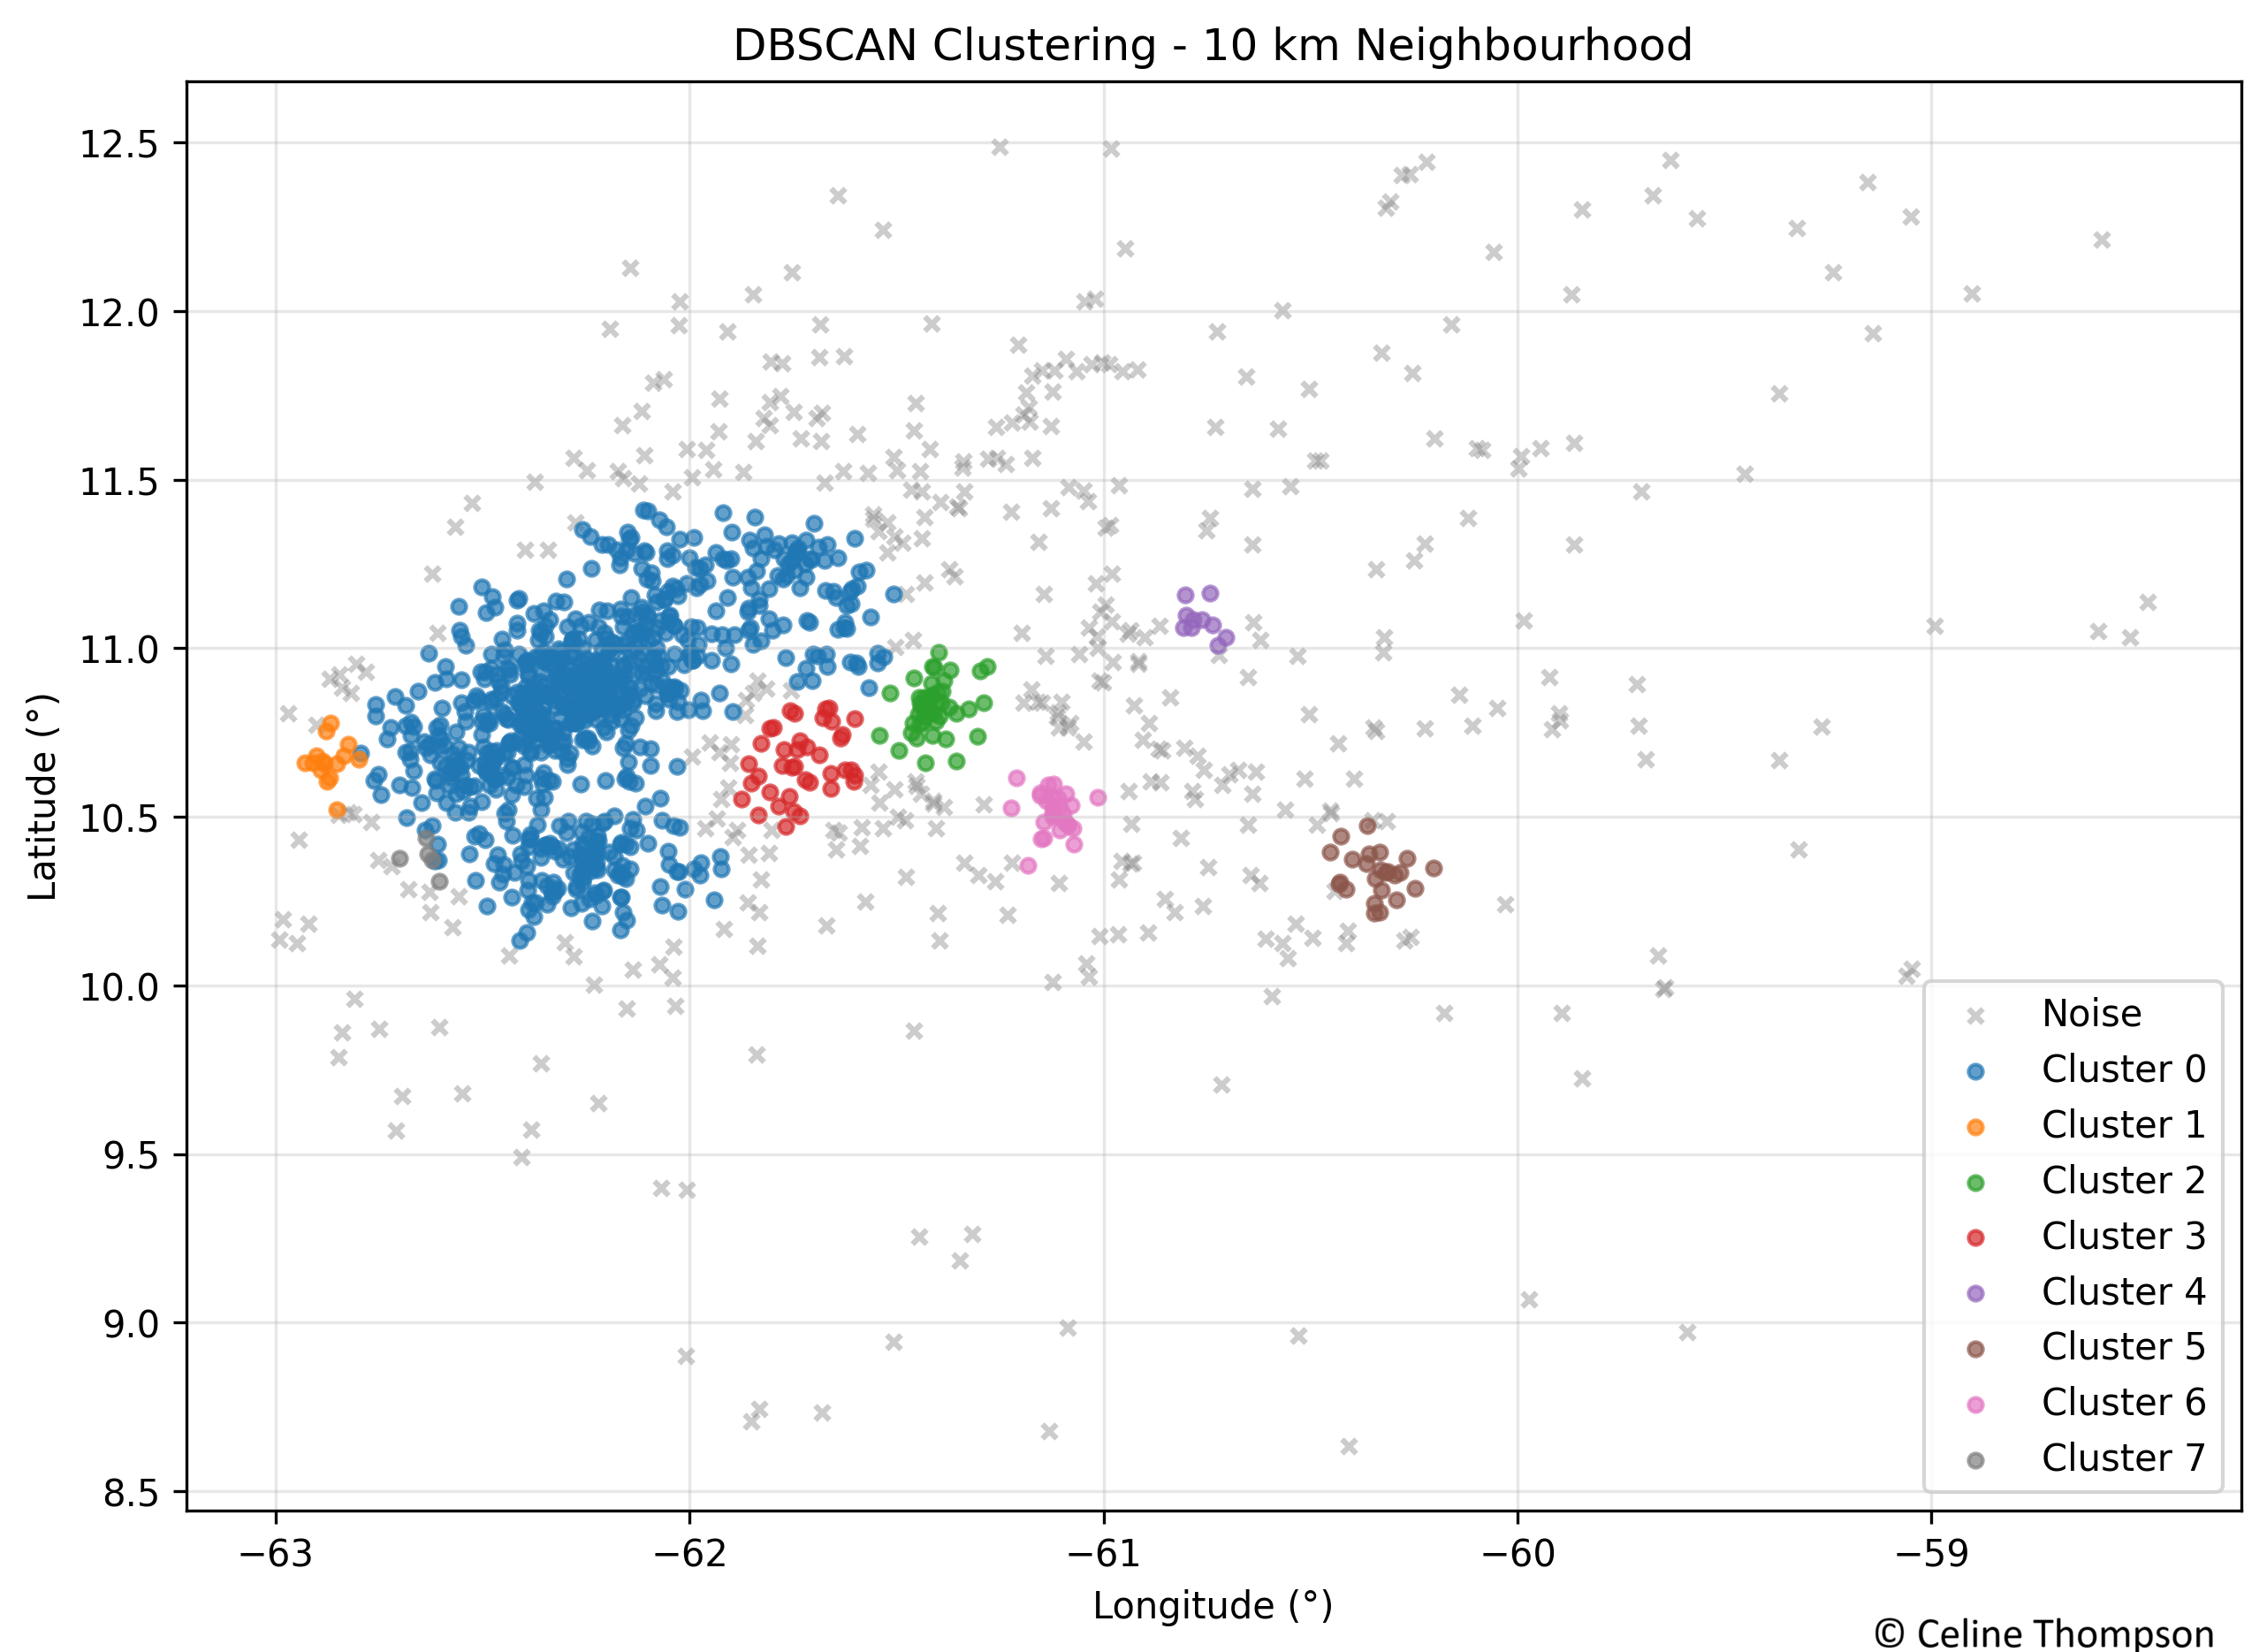 DBSCAN Clustering - 10 km Neighbourhood
12.5
12.0
11.5
11.0
10.5
10.0
9.5
9.0
8.5
Latitude (°)
Noise
Cluster 0
Cluster 1
Cluster 2
Cluster 3
Cluster 4
Cluster 5
Cluster 6
Cluster 7
−63 −62 −61 −60 −59
Longitude (°)
© Celine Thompson